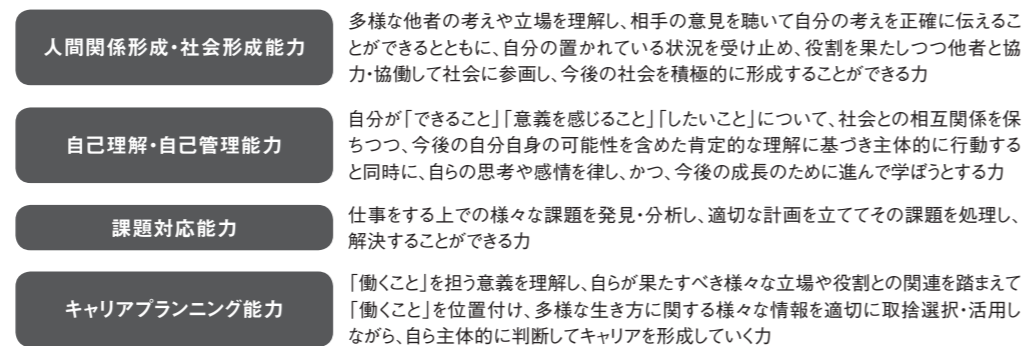 人間関係形成・社会形成能力
多様な他者の考えや立場を理解し、相手の意見を聴いて自分の考えを正確に伝えるこ
とができるとともに、自分の置かれている状況を受け止め、役割を果たしつつ他者と協
力・協働して社会に参画し、今後の社会を積極的に形成することができる力
自己理解・自己管理能力
自分が「できること」「意義を感じること」「したいこと」について、社会との相互関係を保
ちつつ、今後の自分自身の可能性を含めた肯定的な理解に基づき主体的に行動する
と同時に、自らの思考や感情を律し、かつ、今後の成長のために進んで学ぼうとする力
課題対応能力
仕事をする上での様々な課題を発見・分析し、適切な計画を立ててその課題を処理し、
解決することができる力
キャリアプランニング能力
「働くこと」を担う意義を理解し、自らが果たすべき様々な立場や役割との関連を踏まえて
「働くこと」を位置付け、多様な生き方に関する様々な情報を適切に取捨選択・活用し
ながら、自ら主体的に判断してキャリアを形成していく力